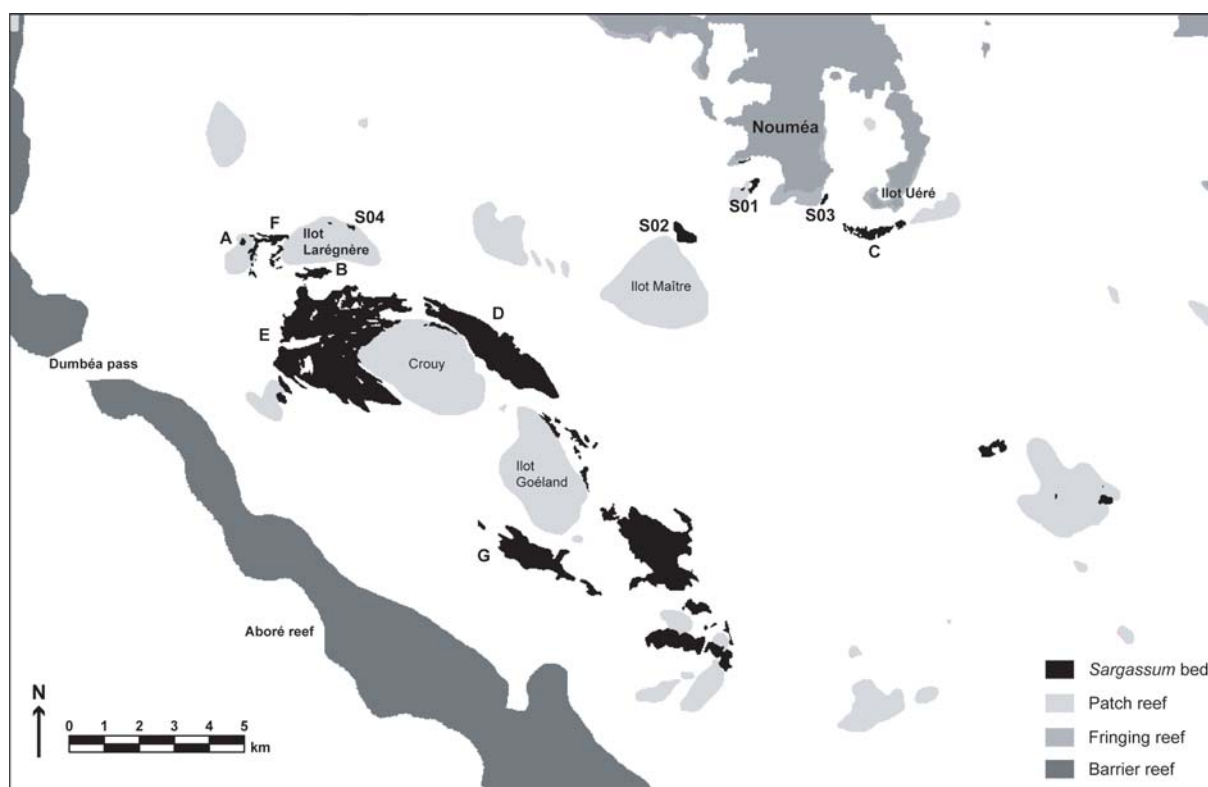 Nouméa
Ilot Uéré
S01
S03
S02
C
S04
F
A
Ilot
Larégnère
B
Ilot Maître
D
E
Crouy
Dumbéa pass
Ilot
Goéland
G
Aboré reef
N
0 1 2 3 4 5
km
Sargassum bed
Patch reef
Fringing reef
Barrier reef